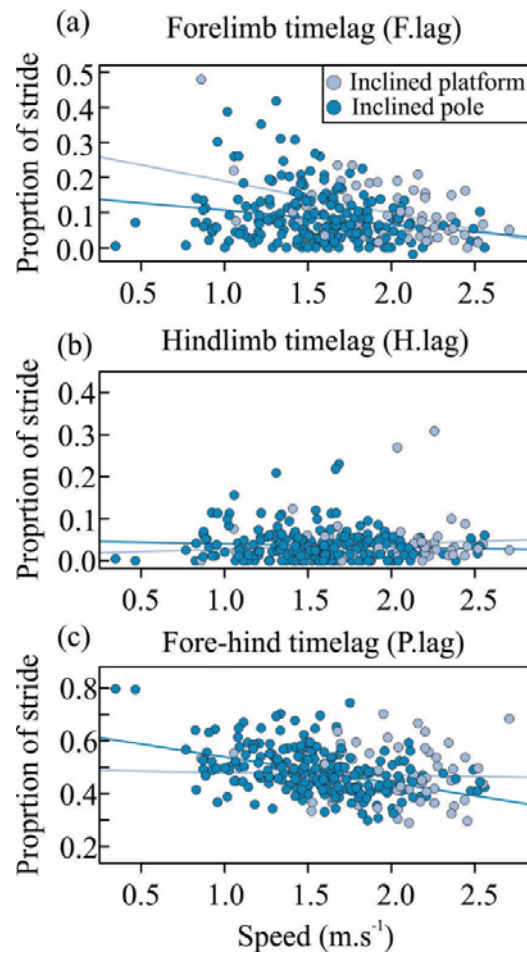 (a) Forelimb timelag (F.lag)
Inclined platform
Inclined pole
Proprtion of stride
0.5
0.4
0.3
0.2
0.1
0.0
0.5 1.0 1.5 2.0 2.5
(b) Hindlimb timelag (H.lag)
Proprtion of stride
0.4
0.3
0.2
0.1
0.0
0.5 1.0 1.5 2.0 2.5
(c) Fore-hind timelag (P.lag)
Proprtion of stride
0.8
0.6
0.4
0.2
0.5 1.0 1.5 2.0 2.5
Speed (m.s⁻¹)